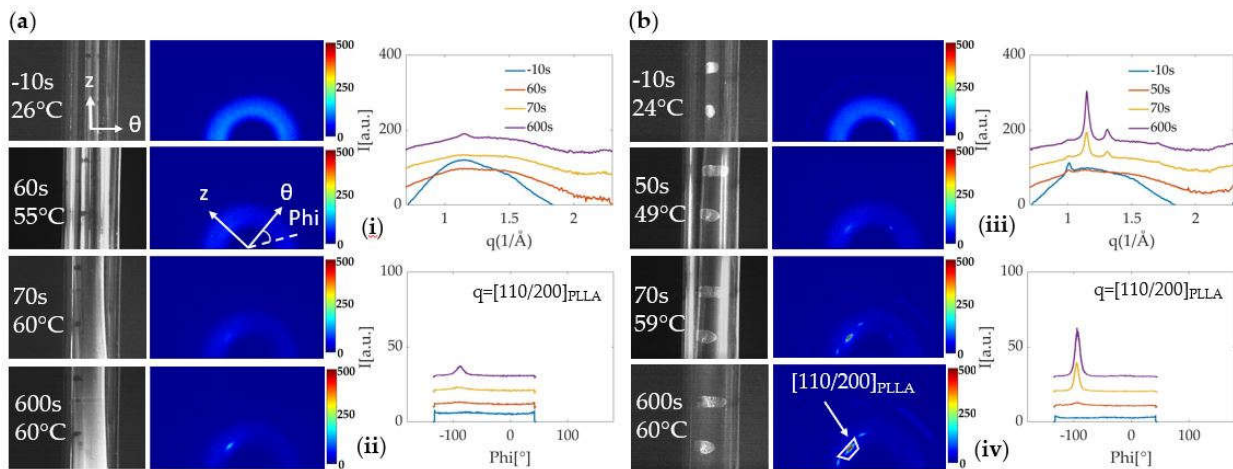 (a)
-10s
26°C
z
θ
500
250
0
60s
55°C
z
θ
Phi
500
250
0
70s
60°C
500
250
0
600s
60°C
500
250
0
400
200
0
I[a.u.]
-10s
60s
70s
600s
1
1.5
2
q(1/Å)
(i)
100
50
0
I[a.u.]
q=[110/200]PLLA
-100
0
100
Phi[°]
(ii)
(b)
-10s
24°C
500
250
0
50s
49°C
500
250
0
70s
59°C
500
250
0
600s
60°C
[110/200]PLLA
500
250
0
400
200
0
I[a.u.]
-10s
50s
70s
600s
1
1.5
2
q(1/Å)
(iii)
100
50
0
I[a.u.]
q=[110/200]PLLA
-100
0
100
Phi[°]
(iv)